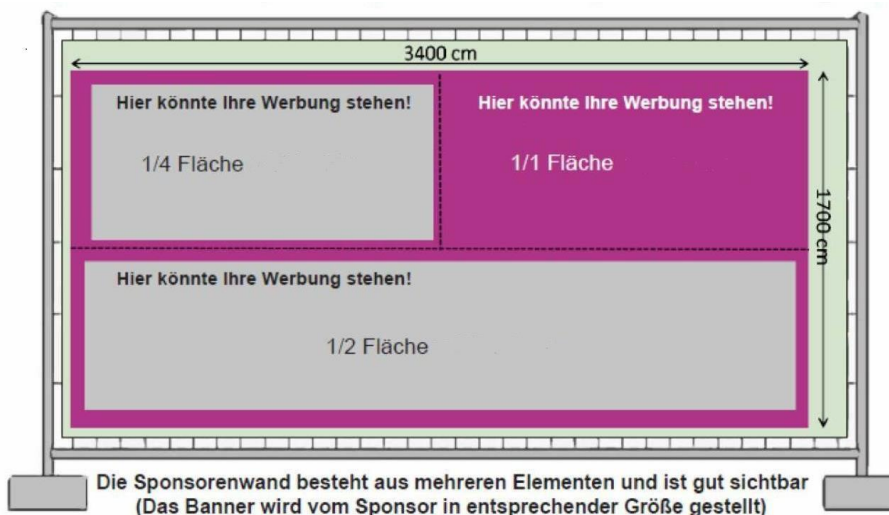 3400 cm
Hier könnte Ihre Werbung stehen!
1/4 Fläche
Hier könnte Ihre Werbung stehen!
1/1 Fläche
1700 cm
Hier könnte Ihre Werbung stehen!
1/2 Fläche
Die Sponsorenwand besteht aus mehreren Elementen und ist gut sichtbar
(Das Banner wird vom Sponsor in entsprechender Größe gestellt)